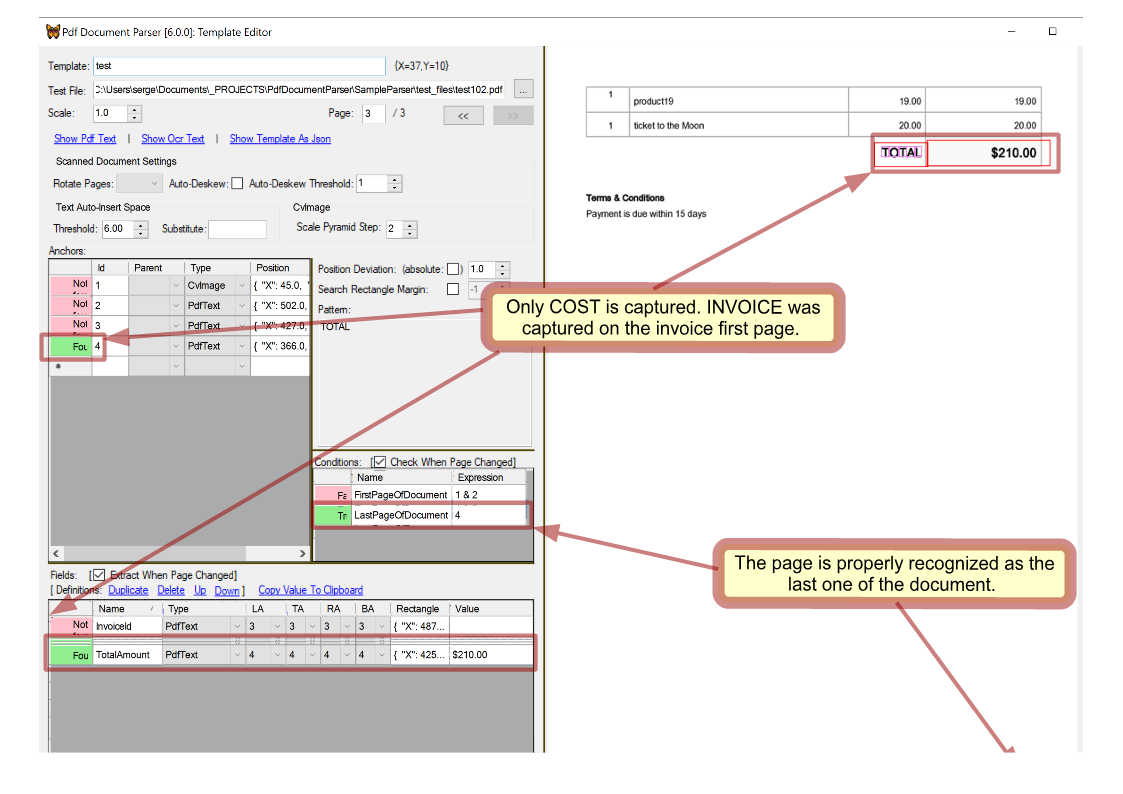 Pdf Document Parser [6.0.0]: Template Editor
Template: test {X=37,Y=10}
Test File: C:\Users\serge\Documents\_PROJECTS\PdfDocumentParser\SampleParser\test_files\test102.pdf ...
Scale: 1.0 Page: 3 / 3 << >>
Show Pdf Text | Show Ocr Text | Show Template As Json
Scanned Document Settings
Rotate Pages: Auto-Deskew: Auto-Deskew Threshold: 1
Text Auto-Insert Space CvImage
Threshold: 6.00 Substitute: Scale Pyramid Step: 2
Anchors:
Id Parent Type Position
Not 1 CvImage { "X": 45.0, "
Not 2 PdfText { "X": 502.0,
Not 3 PdfText { "X": 427.0,
Fou 4 PdfText { "X": 366.0,
*
Position Deviation: (absolute: ) 1.0
Search Rectangle Margin: -1
Pattern:
TOTAL
Conditions: [ Check When Page Changed]
Name Expression
Fa FirstPageOfDocument 1 & 2
Tr LastPageOfDocument 4
< >
Fields: [ Extract When Page Changed]
[ Definitions: Duplicate Delete Up Down ] Copy Value To Clipboard
Name / Type LA TA RA BA Rectangle Value
Not InvoiceId PdfText 3 3 3 3 { "X": 487...
Fou TotalAmount PdfText 4 4 4 4 { "X": 425... $210.00
1 product19 19.00 19.00
1 ticket to the Moon 20.00 20.00
TOTAL $210.00
Terms & Conditions
Payment is due within 15 days
Only COST is captured. INVOICE was
captured on the invoice first page.
The page is properly recognized as the
last one of the document.